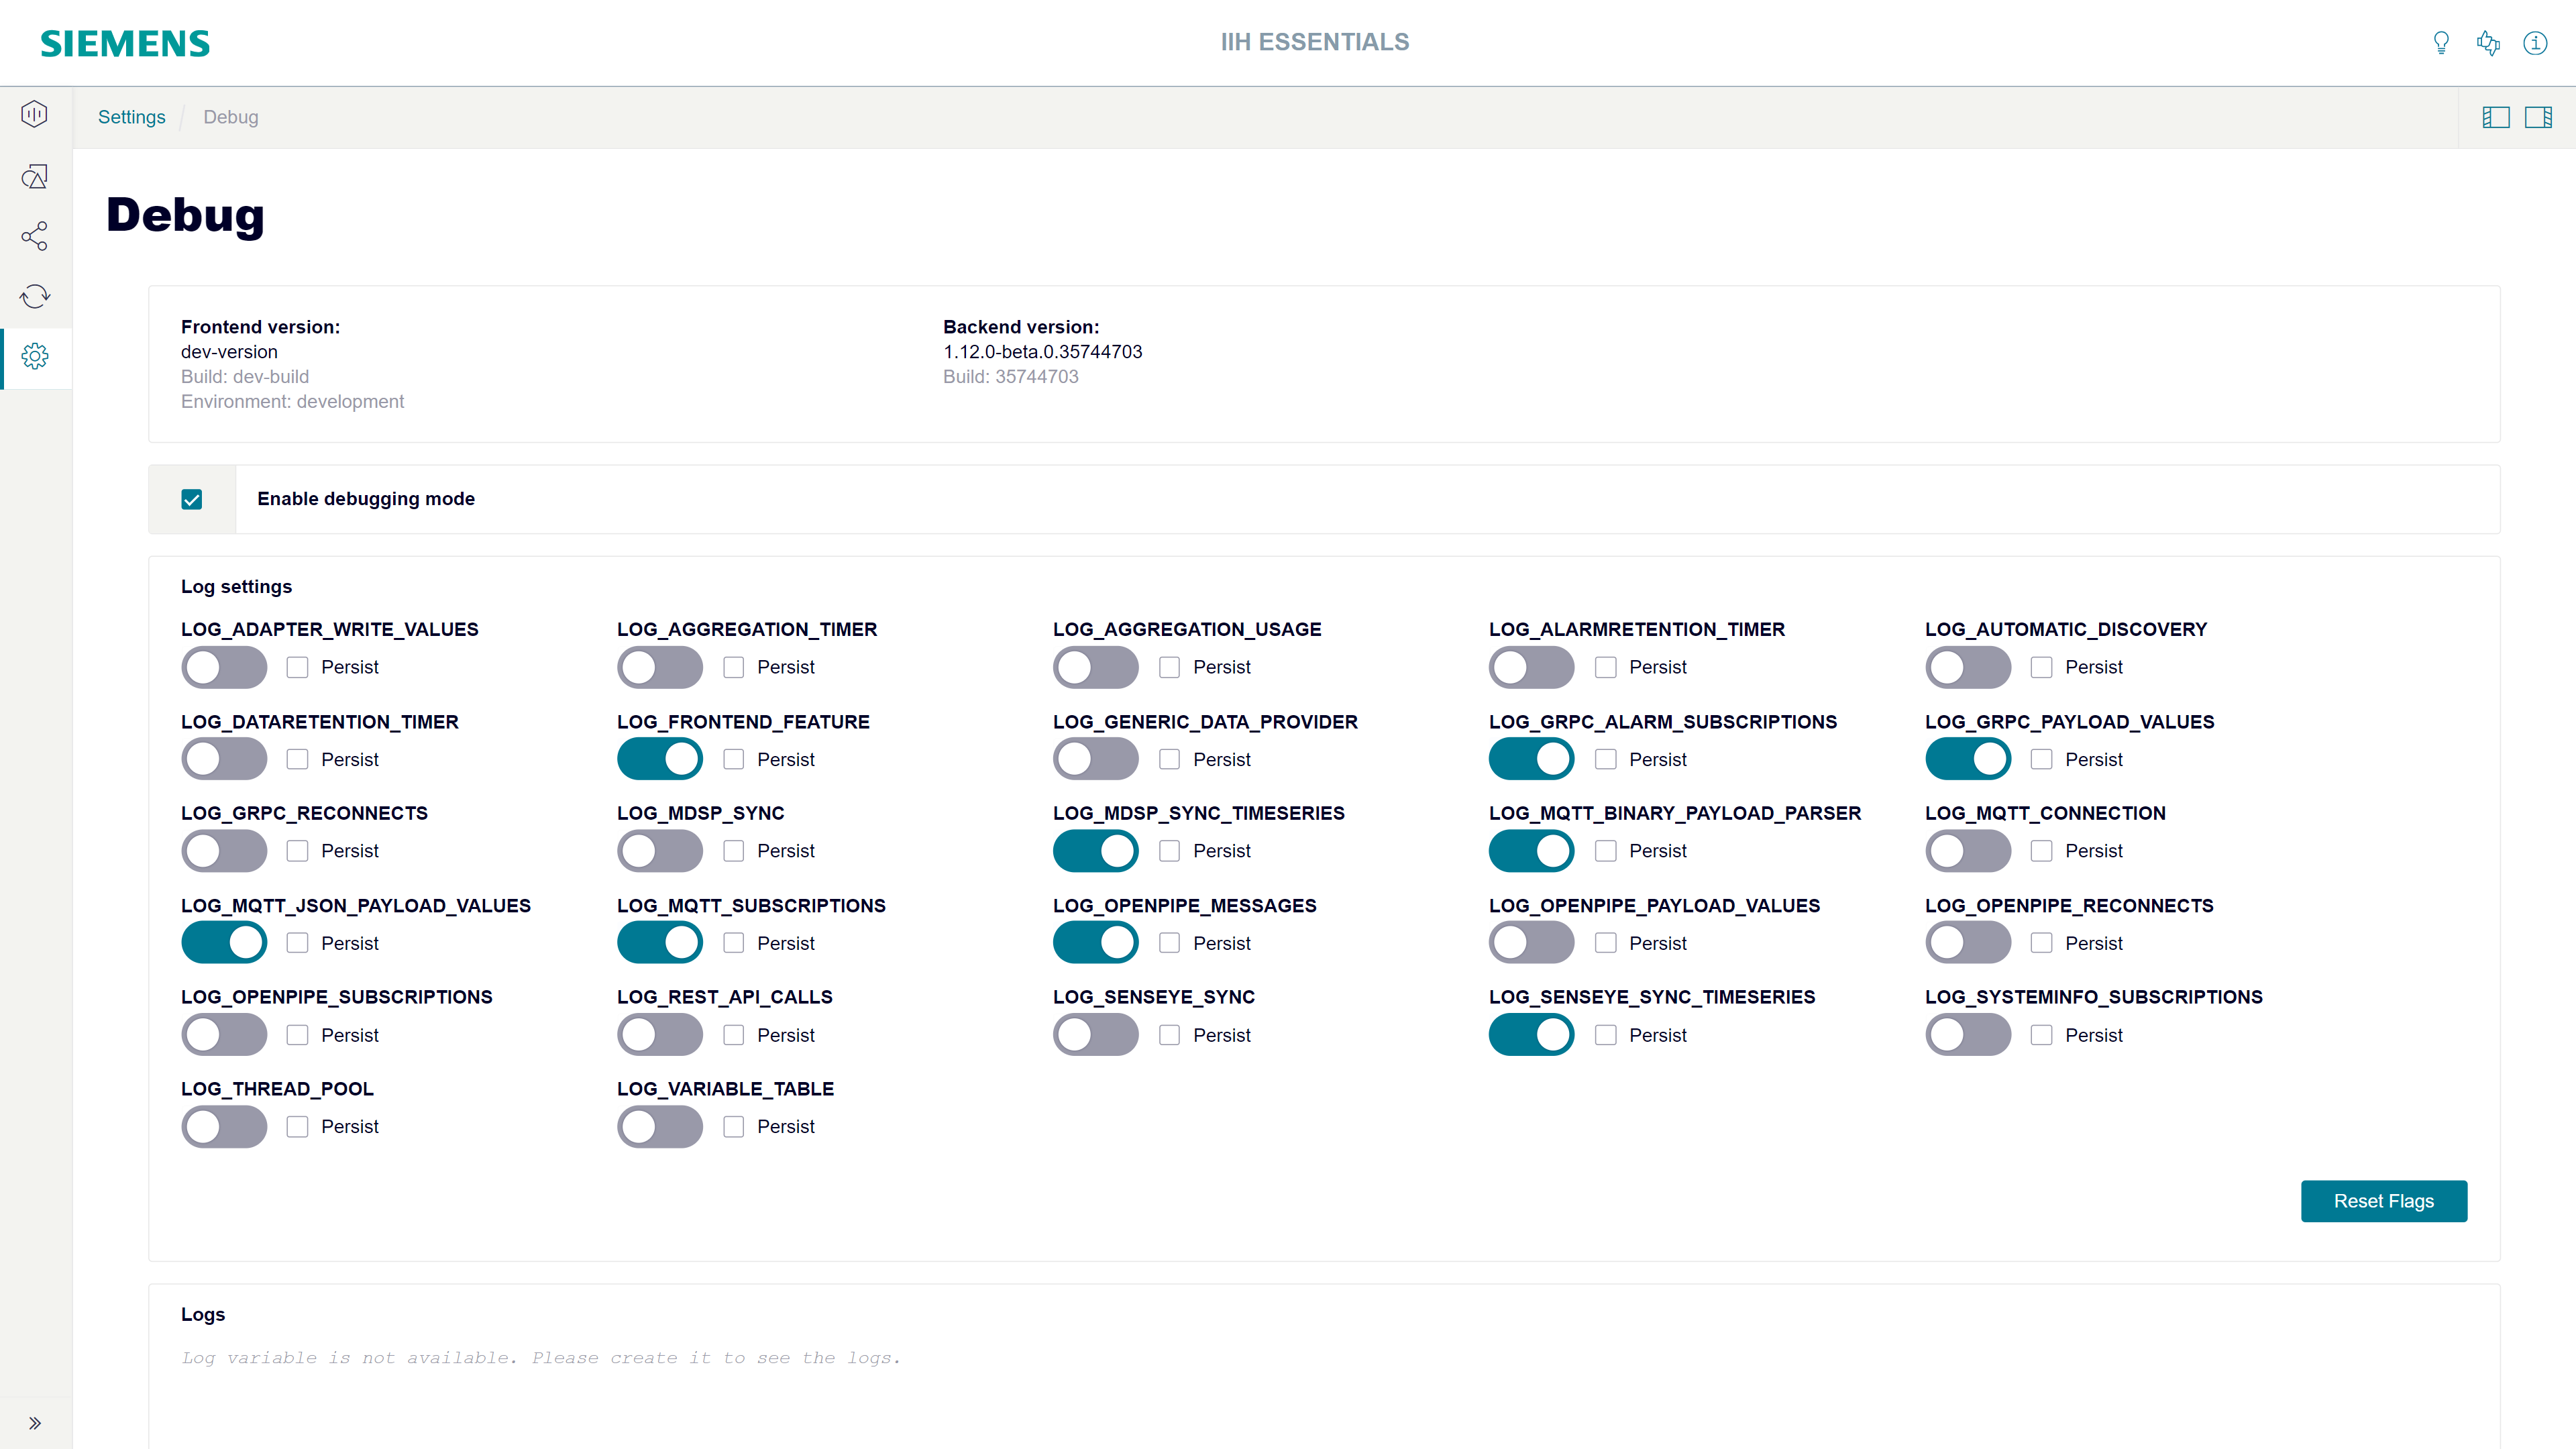 SIEMENS
IIH ESSENTIALS
Settings
Debug
Debug
Frontend version:
dev-version
Build: dev-build
Environment: development
Backend version:
1.12.0-beta.0.35744703
Build: 35744703
Enable debugging mode
Log settings
LOG_ADAPTER_WRITE_VALUES
Persist
LOG_AGGREGATION_TIMER
Persist
LOG_AGGREGATION_USAGE
Persist
LOG_ALARMRETENTION_TIMER
Persist
LOG_AUTOMATIC_DISCOVERY
Persist
LOG_DATARETENTION_TIMER
Persist
LOG_FRONTEND_FEATURE
Persist
LOG_GENERIC_DATA_PROVIDER
Persist
LOG_GRPC_ALARM_SUBSCRIPTIONS
Persist
LOG_GRPC_PAYLOAD_VALUES
Persist
LOG_GRPC_RECONNECTS
Persist
LOG_MDSP_SYNC
Persist
LOG_MDSP_SYNC_TIMESERIES
Persist
LOG_MQTT_BINARY_PAYLOAD_PARSER
Persist
LOG_MQTT_CONNECTION
Persist
LOG_MQTT_JSON_PAYLOAD_VALUES
Persist
LOG_MQTT_SUBSCRIPTIONS
Persist
LOG_OPENPIPE_MESSAGES
Persist
LOG_OPENPIPE_PAYLOAD_VALUES
Persist
LOG_OPENPIPE_RECONNECTS
Persist
LOG_OPENPIPE_SUBSCRIPTIONS
Persist
LOG_REST_API_CALLS
Persist
LOG_SENSEYE_SYNC
Persist
LOG_SENSEYE_SYNC_TIMESERIES
Persist
LOG_SYSTEMINFO_SUBSCRIPTIONS
Persist
LOG_THREAD_POOL
Persist
LOG_VARIABLE_TABLE
Persist
Reset Flags
Logs
Log variable is not available. Please create it to see the logs.